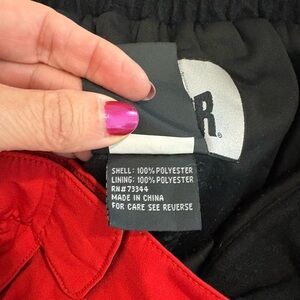 R®
SHELL: 100% POLYESTER
LINING: 100% POLYESTER
RN#73344
MADE IN CHINA
FOR CARE SEE REVERSE